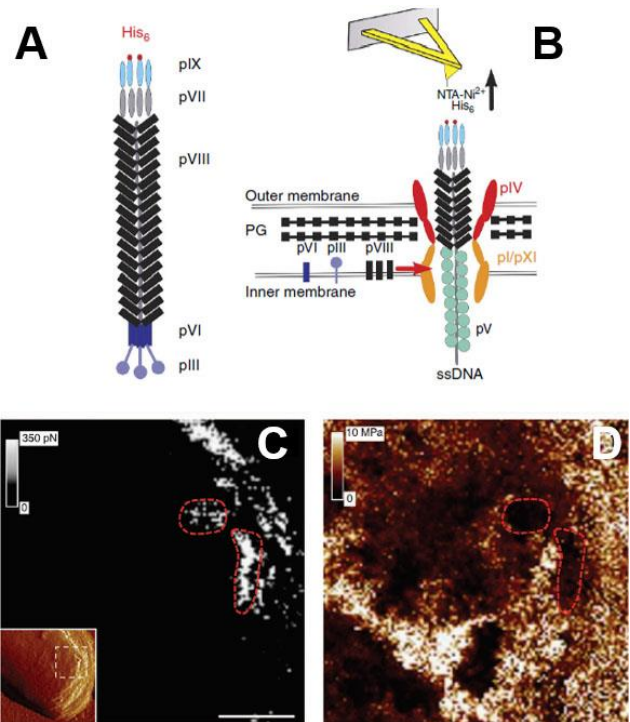 A
His6
pIX
pVII
pVIII
pVI
pIII
B
NTA-Ni2+
His6
pIV
Outer membrane
PG
pVI pIII pVIII
pI/pXI
Inner membrane
pV
ssDNA
C
350 pN
0
D
10 MPa
0